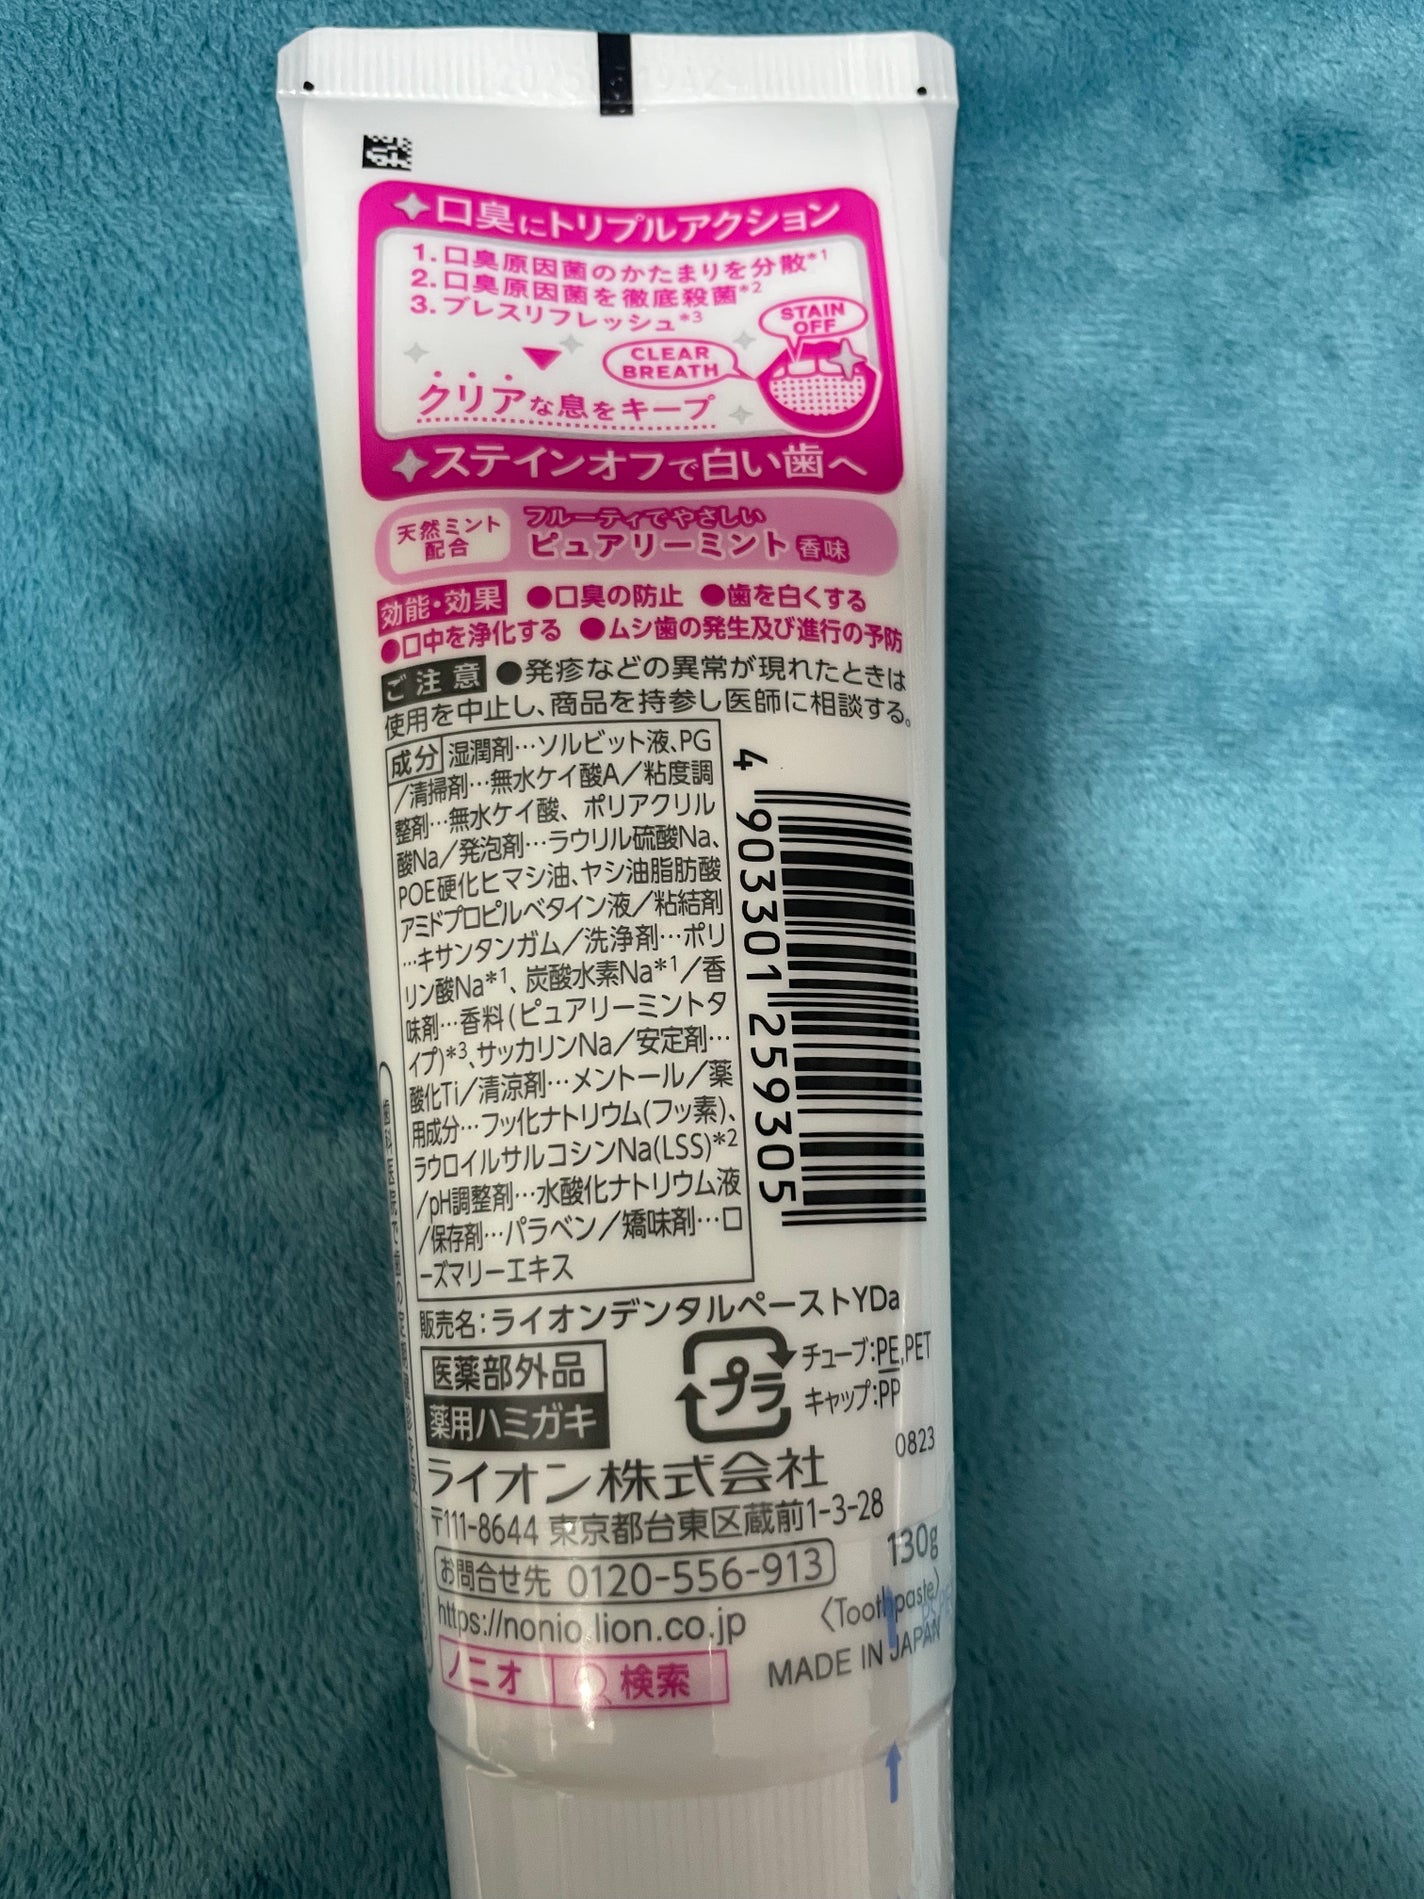 口臭にトリプルアクション
1.口臭原因菌のかたまりを分散*1
2.口臭原因菌を徹底殺菌*2
3.ブレスリフレッシュ*3
STAIN
OFF
CLEAR
BREATH
クリアな息をキープ
ステインオフで白い歯へ
天然ミント
配合
フルーティでやさしい
ピュアリーミント香味
効能・効果 ●口臭の防止 ●歯を白くする
●口中を浄化する ●ムシ歯の発生及び進行の予防
ご注意 ●発疹などの異常が現れたときは
使用を中止し、商品を持参し医師に相談する。
成分 湿潤剤…ソルビット液、PG
/清掃剤…無水ケイ酸A/粘度調
整剤…無水ケイ酸、ポリアクリル
酸Na/発泡剤…ラウリル硫酸Na、
POE硬化ヒマシ油、ヤシ油脂肪酸
アミドプロピルベタイン液/粘結剤
…キサンタンガム/洗浄剤…ポリ
リン酸Na*1、炭酸水素Na*1/香
味剤…香料(ピュアリーミントタ
イプ)*3、サッカリンNa/安定剤…
酸化Ti/清涼剤…メントール/薬
用成分…フッ化ナトリウム(フッ素)、
ラウロイルサルコシンNa(LSS)*2
/pH調整剤…水酸化ナトリウム液
/保存剤…パラベン/矯味剤…ロ
ーズマリーエキス
4 903301 259305
販売名:ライオンデンタルペーストYDa
医薬部外品
薬用ハミガキ
プラ
チューブ:PE,PET
キャップ:PP
0823
ライオン株式会社
〒111-8644 東京都台東区蔵前1-3-28
130g
お問合せ先 0120-556-913
〈Toothpaste〉
https://nonio.lion.co.jp
MADE IN JAPAN
ノニオ 検索